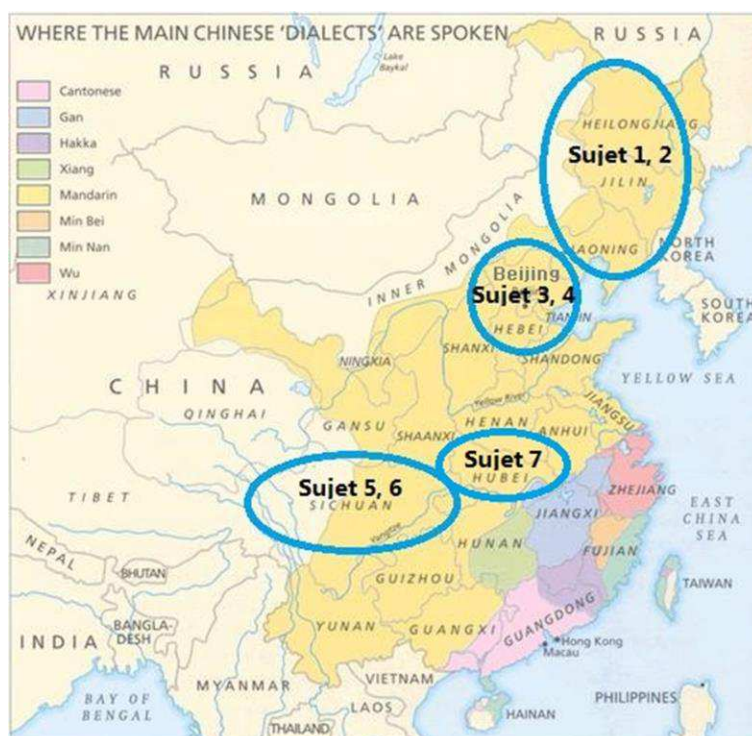 WHERE THE MAIN CHINESE 'DIALECTS' ARE SPOKEN
RUSSIA
RUSSIA
Lake
Baykal
Cantonese
Gan
Hakka
Xiang
Mandarin
Min Bei
Min Nan
Wu
HEILONGJIANG
Sujet 1, 2
JILIN
MONGOLIA
INNER MONGOLIA
LIAONING
NORTH
KOREA
XINJIANG
Beijing
Sujet 3, 4
TIANJIN
HEBEI
SOUTH
KOREA
SHANXI
SHANDONG
NINGXIA
YELLOW SEA
CHINA
QINGHAI
Yellow River
JIANGSU
GANSU
HENAN
ANHUI
SHAANXI
Sujet 7
HUBEI
Sujet 5, 6
SICHUAN
ZHEJIANG
TIBET
Yangtze
JIANGXI
EAST
CHINA
SEA
HUNAN
FUJIAN
NEPAL
BHUTAN
GUIZHOU
TAIWAN
BANGLA-
DESH
YUNAN
GUANGXI
GUANGDONG
INDIA
Hong Kong
Macau
MYANMAR
VIETNAM
LAOS
BAY OF
BENGAL
PHILIPPINES
HAINAN
THAILAND